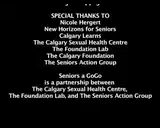 SPECIAL THANKS TO
Nicole Hergert
New Horizons for Seniors
Calgary Learns
The Calgary Sexual Health Centre
The Foundation Lab
The Calgary Foundation
The Seniors Action Group
Seniors a GoGo
is a partnership between
The Calgary Sexual Health Centre,
The Foundation Lab, and The Seniors Action Group